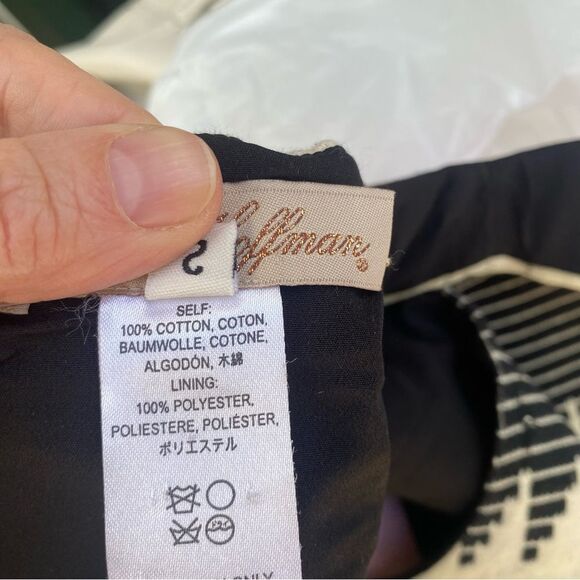 Hoffman
2
SELF:
100% COTTON, COTON,
BAUMWOLLE, COTONE,
ALGODÓN, 木綿
LINING:
100% POLYESTER,
POLIESTERE, POLIÉSTER,
ポリエステル
ONLY